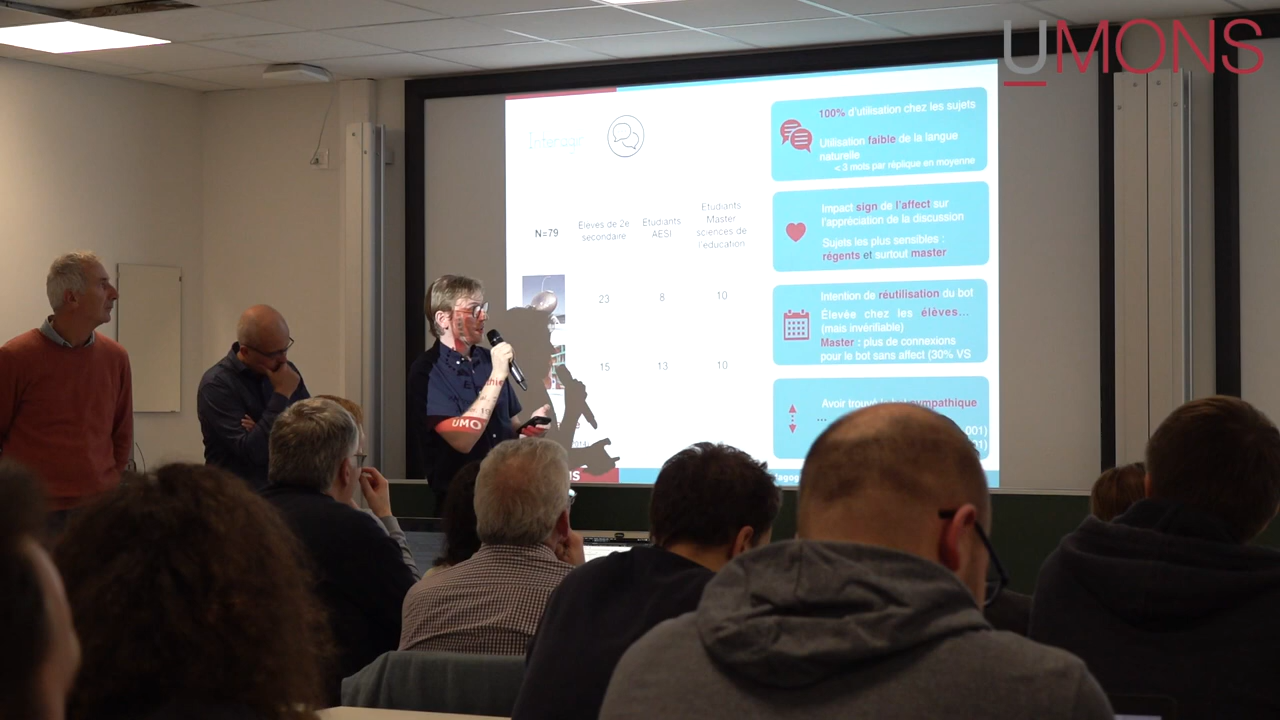 UMONS
Interagir
N=79
Elèves de 2e
secondaire
Etudiants
AESI
Etudiants
Master
sciences de
l'éducation
23
8
10
15
13
10
100% d'utilisation chez les sujets
Utilisation faible de la langue
naturelle
< 3 mots par réplique en moyenne
Impact sign de l'affect sur
l'appréciation de la discussion
Sujets les plus sensibles :
régents et surtout master
Intention de réutilisation du bot
Élevée chez les élèves...
(mais invérifiable)
Master : plus de connexions
pour le bot sans affect (30% VS
Avoir trouvé sympathique
...
001)
UMO